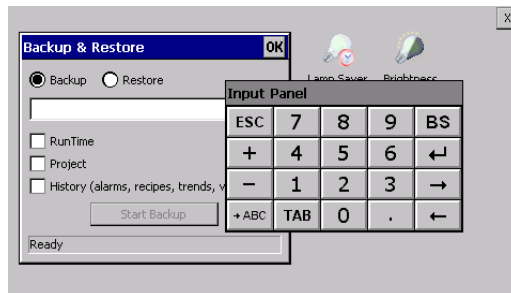 X
Backup & Restore OK
Backup Restore
Lamp Saver Brightness
RunTime
Project
History (alarms, recipes, trends, v
Start Backup
Ready
Input Panel
ESC 7 8 9 BS
+ 4 5 6 ↵
− 1 2 3 →
→ABC TAB 0 . ←